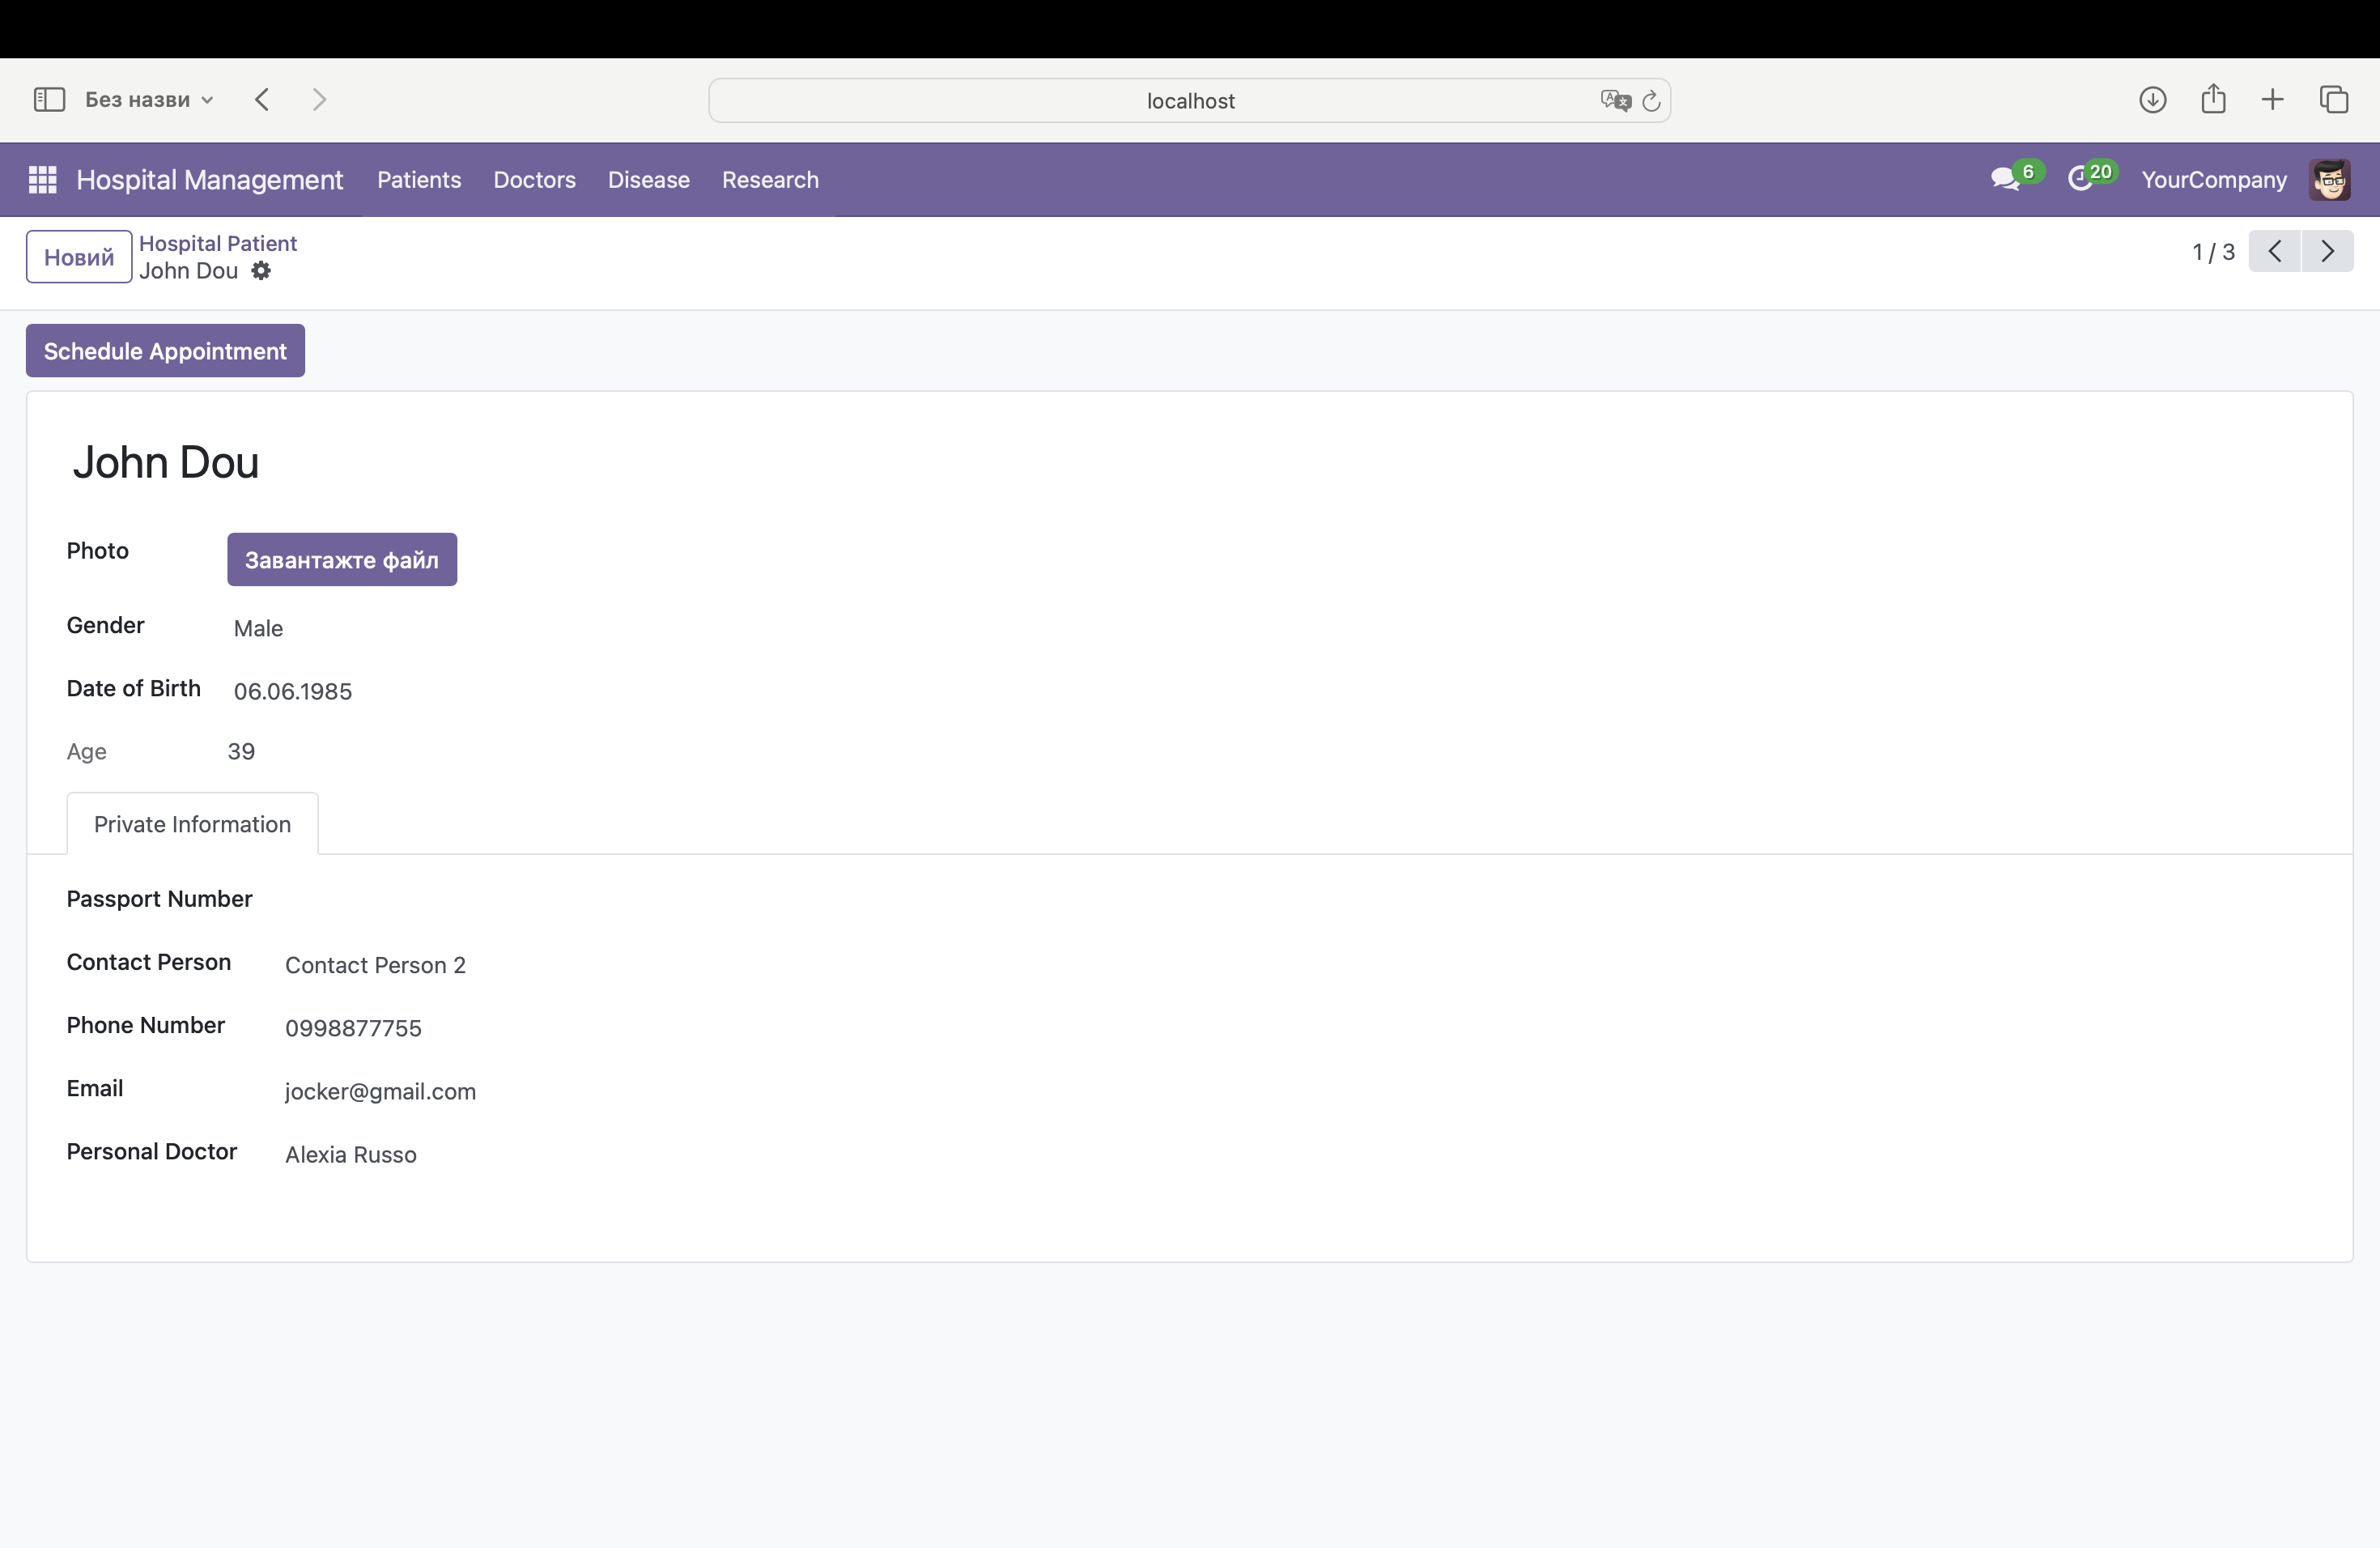 Без назви
localhost
Hospital Management Patients Doctors Disease Research 6 20 YourCompany
Новий
Hospital Patient
John Dou
1 / 3
Schedule Appointment
John Dou
Photo Завантажте файл
Gender Male
Date of Birth 06.06.1985
Age 39
Private Information
Passport Number
Contact Person Contact Person 2
Phone Number 0998877755
Email jocker@gmail.com
Personal Doctor Alexia Russo